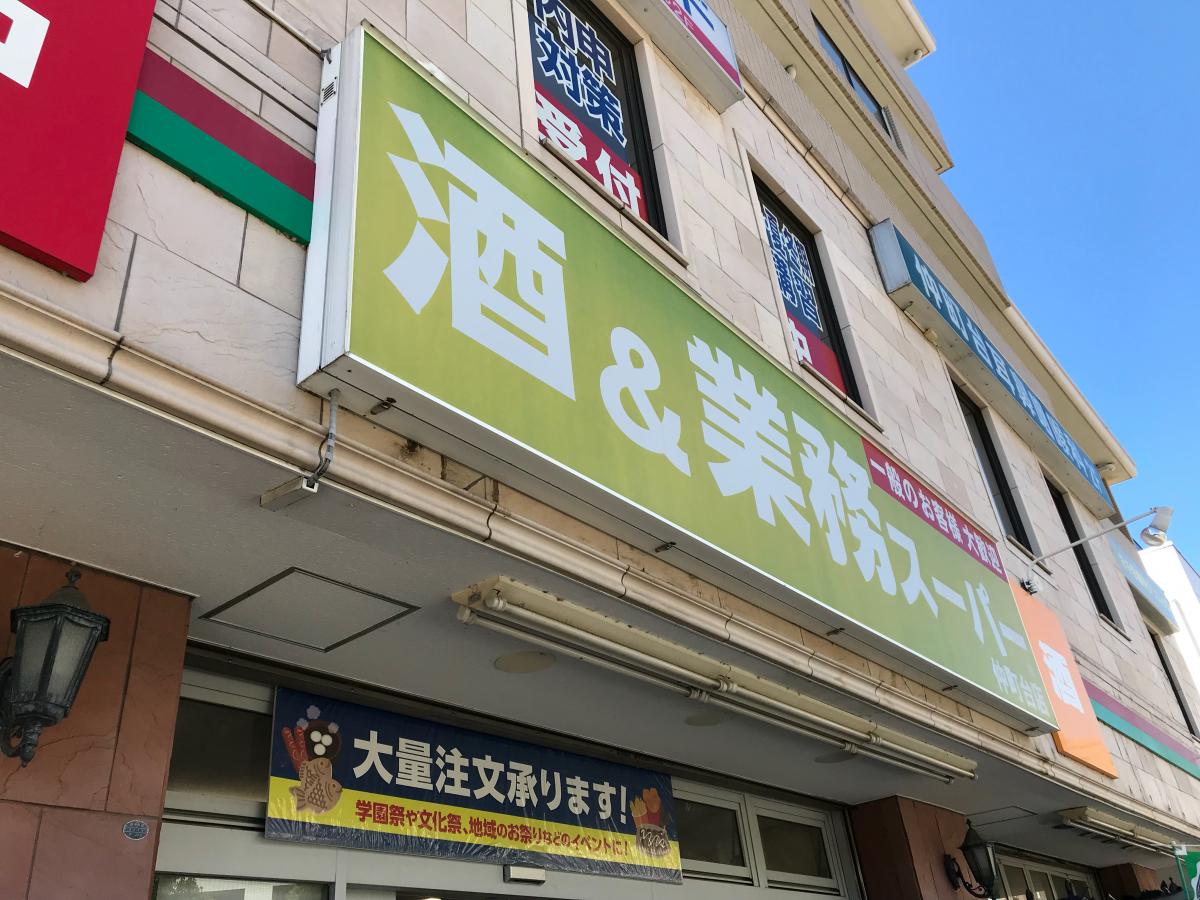 内申
対策
受付
酒&業務スーパー
一般のお客様大歓迎
仲町台店
酒
大量注文承ります!
学園祭や文化祭、地域のお祭りなどのイベントに!